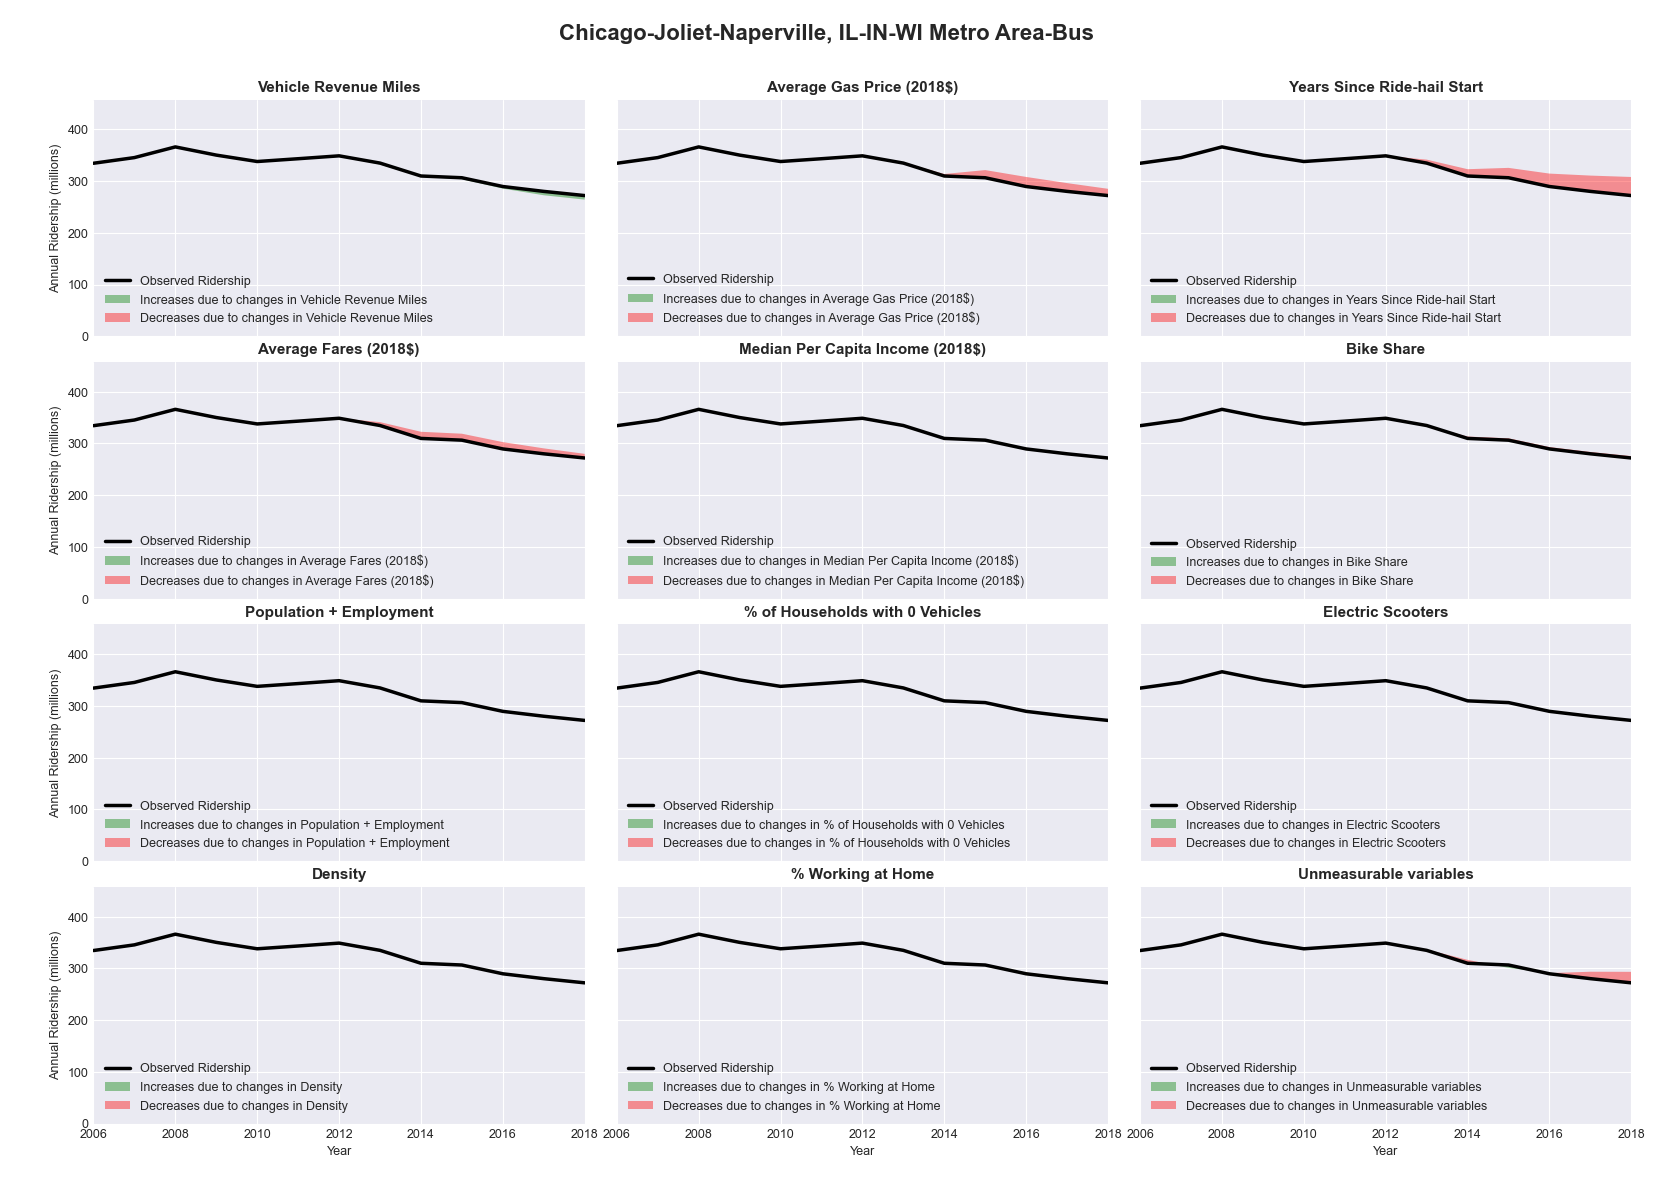 Chicago-Joliet-Naperville, IL-IN-WI Metro Area-Bus
Vehicle Revenue Miles
Annual Ridership (millions)
400
300
200
100
0
Observed Ridership
Increases due to changes in Vehicle Revenue Miles
Decreases due to changes in Vehicle Revenue Miles
Average Gas Price (2018$)
Observed Ridership
Increases due to changes in Average Gas Price (2018$)
Decreases due to changes in Average Gas Price (2018$)
Years Since Ride-hail Start
Observed Ridership
Increases due to changes in Years Since Ride-hail Start
Decreases due to changes in Years Since Ride-hail Start
Average Fares (2018$)
Annual Ridership (millions)
400
300
200
100
0
Observed Ridership
Increases due to changes in Average Fares (2018$)
Decreases due to changes in Average Fares (2018$)
Median Per Capita Income (2018$)
Observed Ridership
Increases due to changes in Median Per Capita Income (2018$)
Decreases due to changes in Median Per Capita Income (2018$)
Bike Share
Observed Ridership
Increases due to changes in Bike Share
Decreases due to changes in Bike Share
Population + Employment
Annual Ridership (millions)
400
300
200
100
0
Observed Ridership
Increases due to changes in Population + Employment
Decreases due to changes in Population + Employment
% of Households with 0 Vehicles
Observed Ridership
Increases due to changes in % of Households with 0 Vehicles
Decreases due to changes in % of Households with 0 Vehicles
Electric Scooters
Observed Ridership
Increases due to changes in Electric Scooters
Decreases due to changes in Electric Scooters
Density
Annual Ridership (millions)
400
300
200
100
0
Observed Ridership
Increases due to changes in Density
Decreases due to changes in Density
2006 2008 2010 2012 2014 2016 2018
Year
% Working at Home
Observed Ridership
Increases due to changes in % Working at Home
Decreases due to changes in % Working at Home
2006 2008 2010 2012 2014 2016 2018
Year
Unmeasurable variables
Observed Ridership
Increases due to changes in Unmeasurable variables
Decreases due to changes in Unmeasurable variables
2006 2008 2010 2012 2014 2016 2018
Year